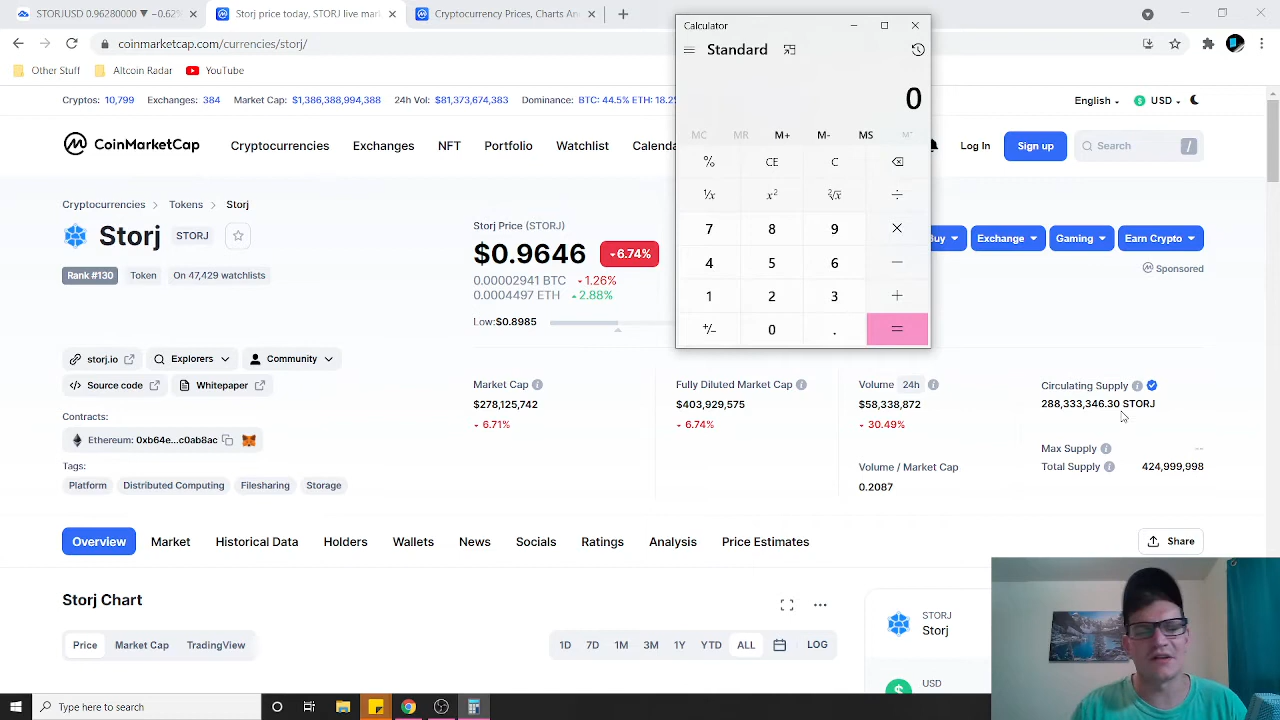 STORJUSD 0.96280000 ▼ -0.62%
Storj price today, STORJ live mar
Cryptocurrency Prices, Charts An
coinmarketcap.com/currencies/storj/
Other Stuff
Altcoin Radar
YouTube
Cryptos: 10,799
Exchanges: 384
Market Cap: $1,386,388,994,388
24h Vol: $81,373,674,383
Dominance: BTC: 44.5% ETH: 18.2%
English
USD
CoinMarketCap
Cryptocurrencies
Exchanges
NFT
Portfolio
Watchlist
Calenda
Log In
Sign up
Search
/
Calculator
Standard
0
MC
MR
M+
M-
MS
M
%
CE
C
⅟x
x²
²√x
÷
7
8
9
×
4
5
6
−
1
2
3
+
+/−
0
.
=
Cryptocurrencies
Tokens
Storj
Storj
STORJ
Rank #130
Token
On 47,429 watchlists
Storj Price (STORJ)
$0.9646
6.74%
0.00002941 BTC
1.26%
0.0004497 ETH
2.88%
Low: $0.8985
Buy
Exchange
Gaming
Earn Crypto
Sponsored
storj.io
Explorers
Community
Source code
Whitepaper
Contracts:
Ethereum: 0xb64e...c0ab8ac
Tags:
Platform
Distributed Computing
Filesharing
Storage
Market Cap
$278,125,742
6.71%
Fully Diluted Market Cap
$403,929,575
6.74%
Volume 24h
$58,338,872
30.49%
Volume / Market Cap
0.2087
Circulating Supply
288,333,346.30 STORJ
Max Supply
--
Total Supply
424,999,998
Overview
Market
Historical Data
Holders
Wallets
News
Socials
Ratings
Analysis
Price Estimates
Share
Storj Chart
Price
Market Cap
TradingView
1D
7D
1M
3M
1Y
YTD
ALL
LOG
STORJ
Storj
USD
Type here to search